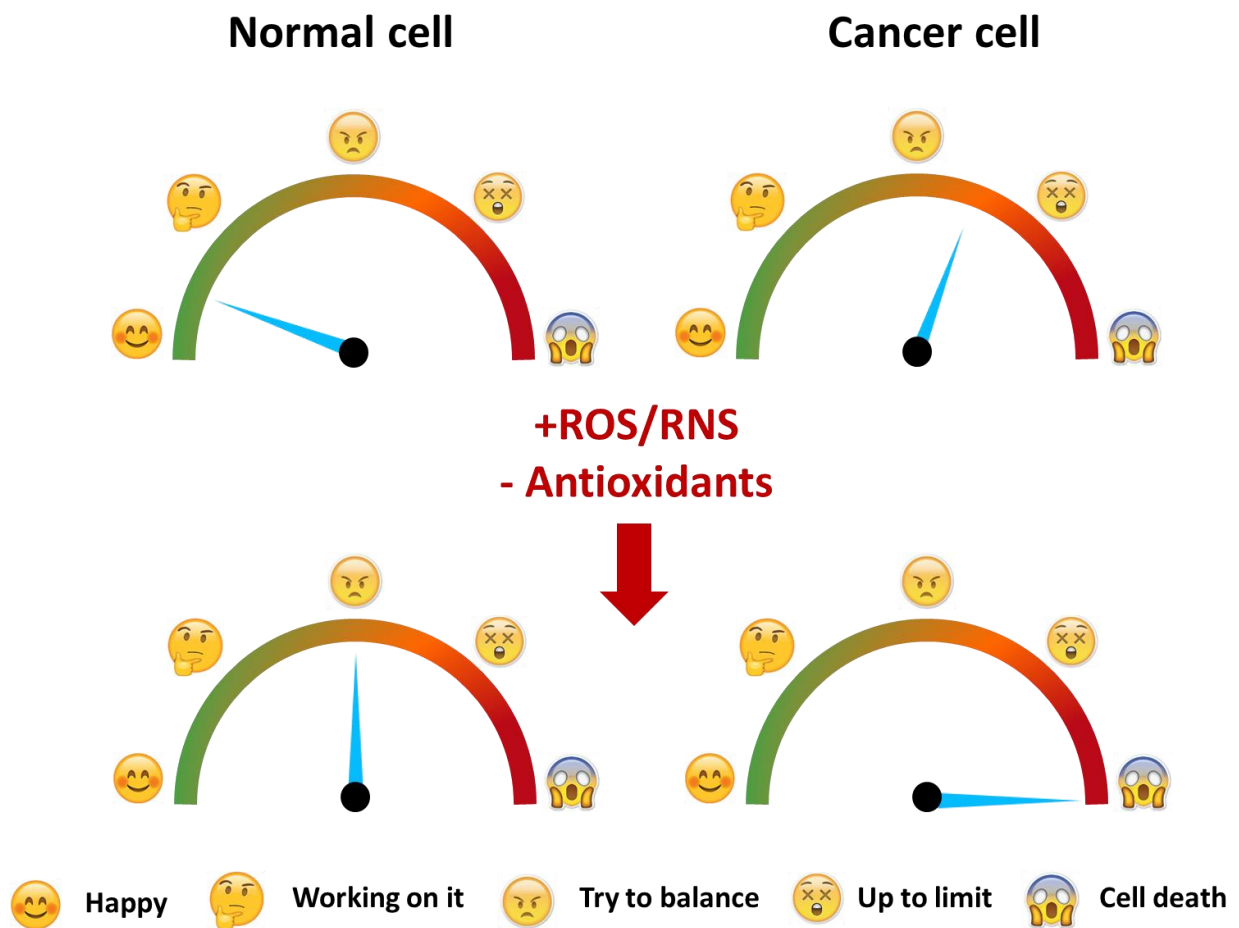 Normal cell
Cancer cell
+ROS/RNS
- Antioxidants
Happy
Working on it
Try to balance
Up to limit
Cell death